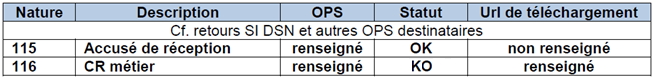 Nature Description OPS Statut Url de téléchargement
Cf. retours SI DSN et autres OPS destinataires
115 Accusé de réception renseigné OK non renseigné
116 CR métier renseigné KO renseigné